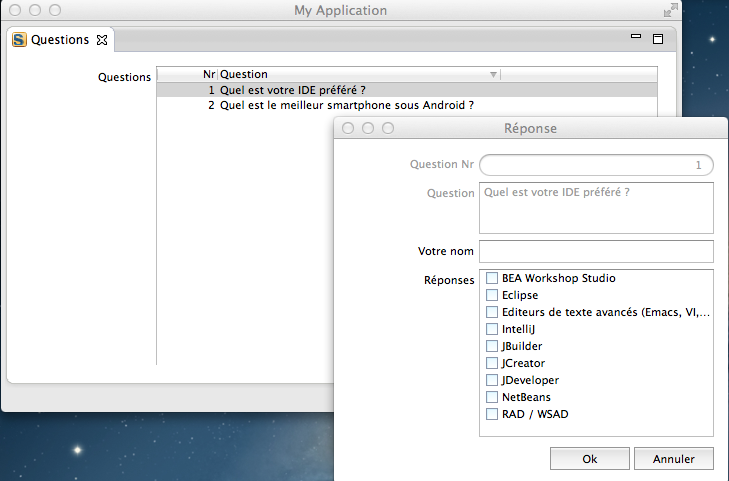 My Application
S Questions
Questions
Nr Question
1 Quel est votre IDE préféré ?
2 Quel est le meilleur smartphone sous Android ?
Réponse
Question Nr 1
Question Quel est votre IDE préféré ?
Votre nom
Réponses
BEA Workshop Studio
Eclipse
Editeurs de texte avancés (Emacs, VI,...
IntelliJ
JBuilder
JCreator
JDeveloper
NetBeans
RAD / WSAD
Ok Annuler